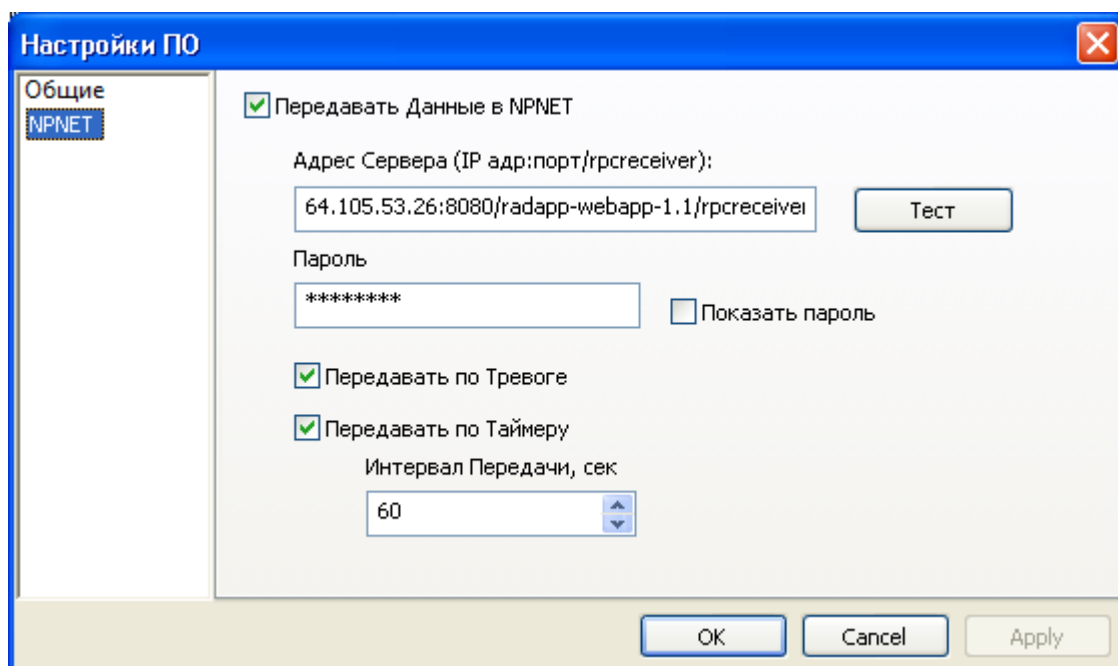 Настройки ПО
Общие
NPNET
Передавать Данные в NPNET
Адрес Сервера (IP адр:порт/rpcreceiver):
64.105.53.26:8080/radapp-webapp-1.1/rpcreceiver
Тест
Пароль
********
Показать пароль
Передавать по Тревоге
Передавать по Таймеру
Интервал Передачи, сек
60
OK
Cancel
Apply